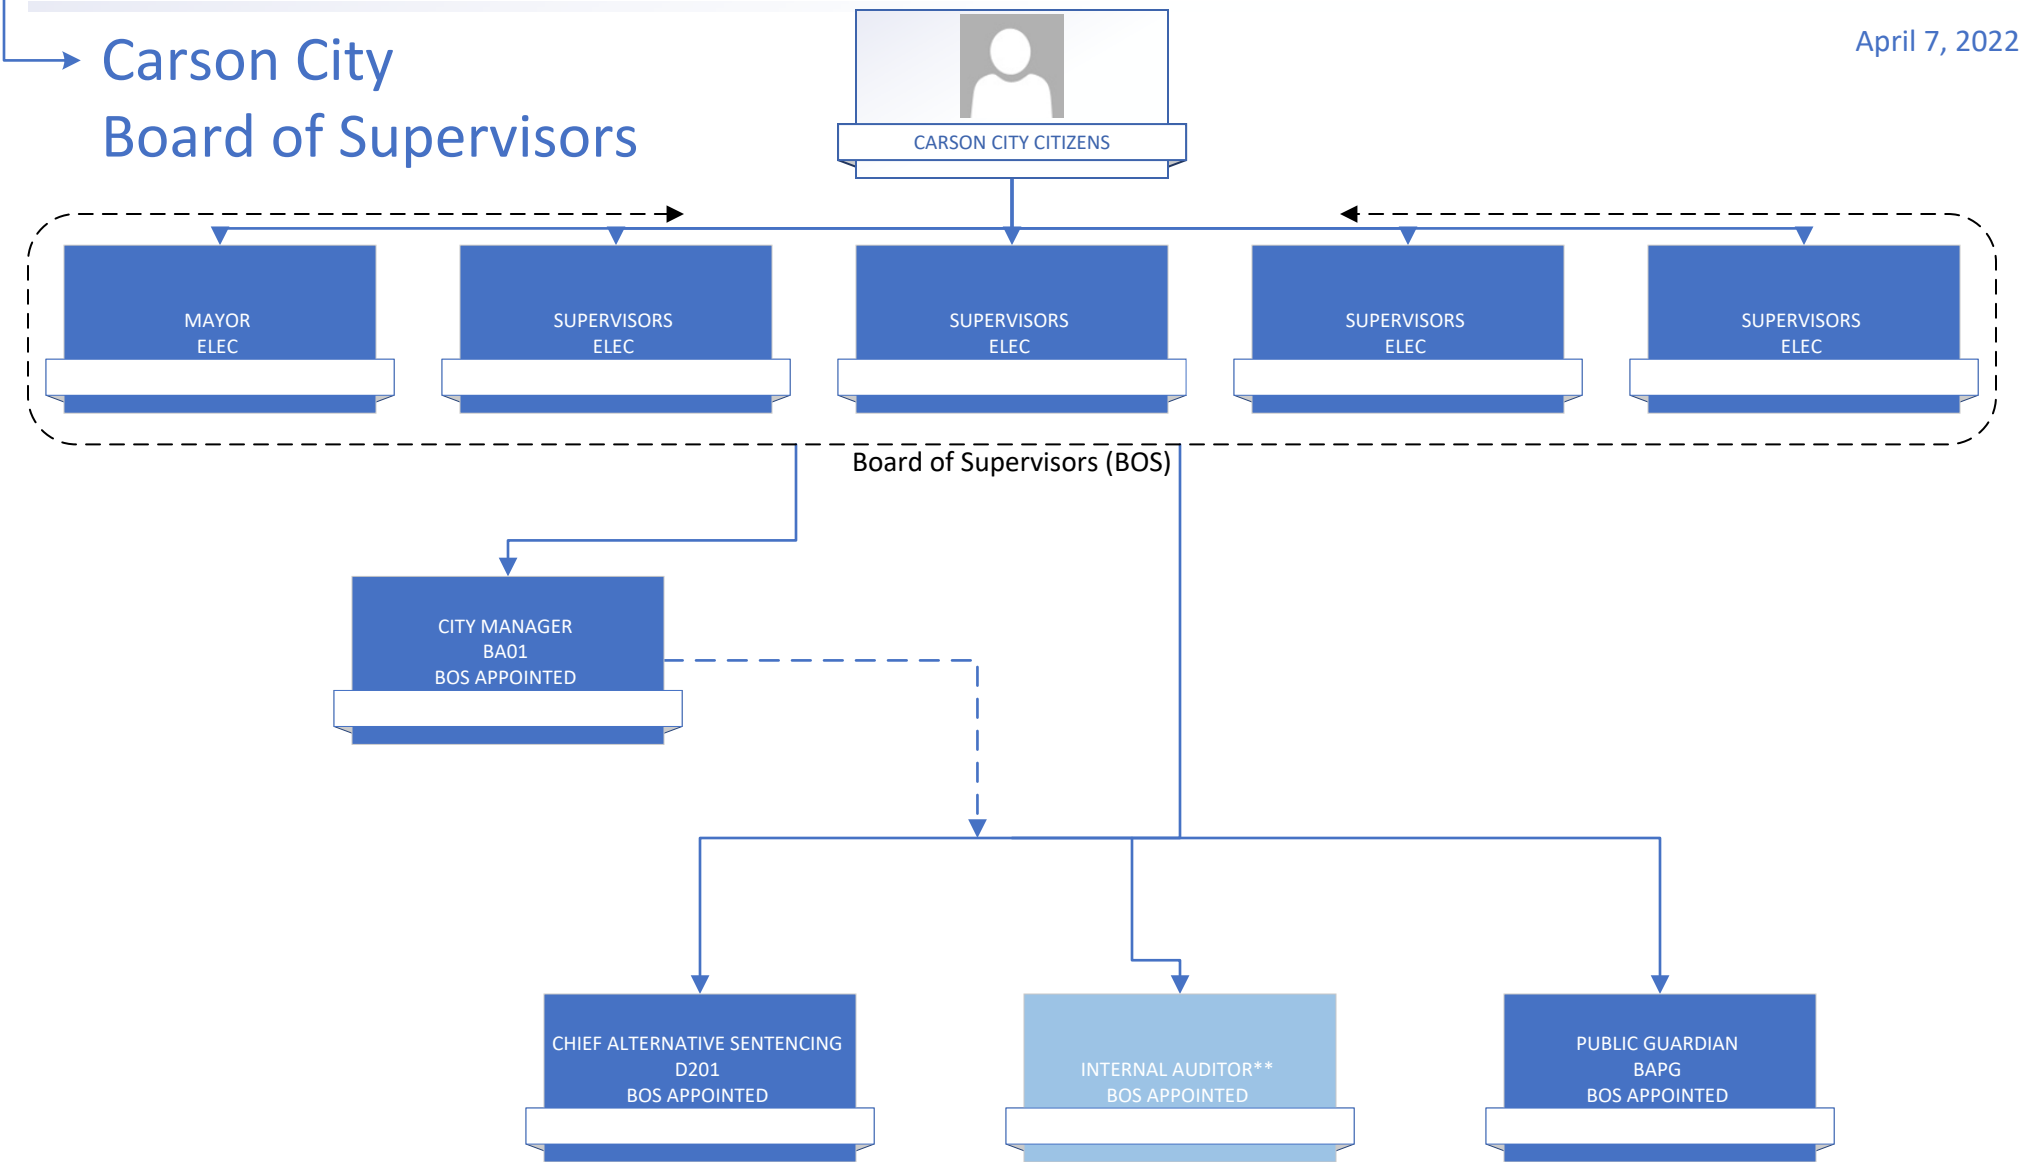 Carson City
Board of Supervisors
April 7, 2022
CARSON CITY CITIZENS
MAYOR
ELEC
SUPERVISORS
ELEC
SUPERVISORS
ELEC
SUPERVISORS
ELEC
SUPERVISORS
ELEC
Board of Supervisors (BOS)
CITY MANAGER
BA01
BOS APPOINTED
CHIEF ALTERNATIVE SENTENCING
D201
BOS APPOINTED
INTERNAL AUDITOR**
BOS APPOINTED
PUBLIC GUARDIAN
BAPG
BOS APPOINTED